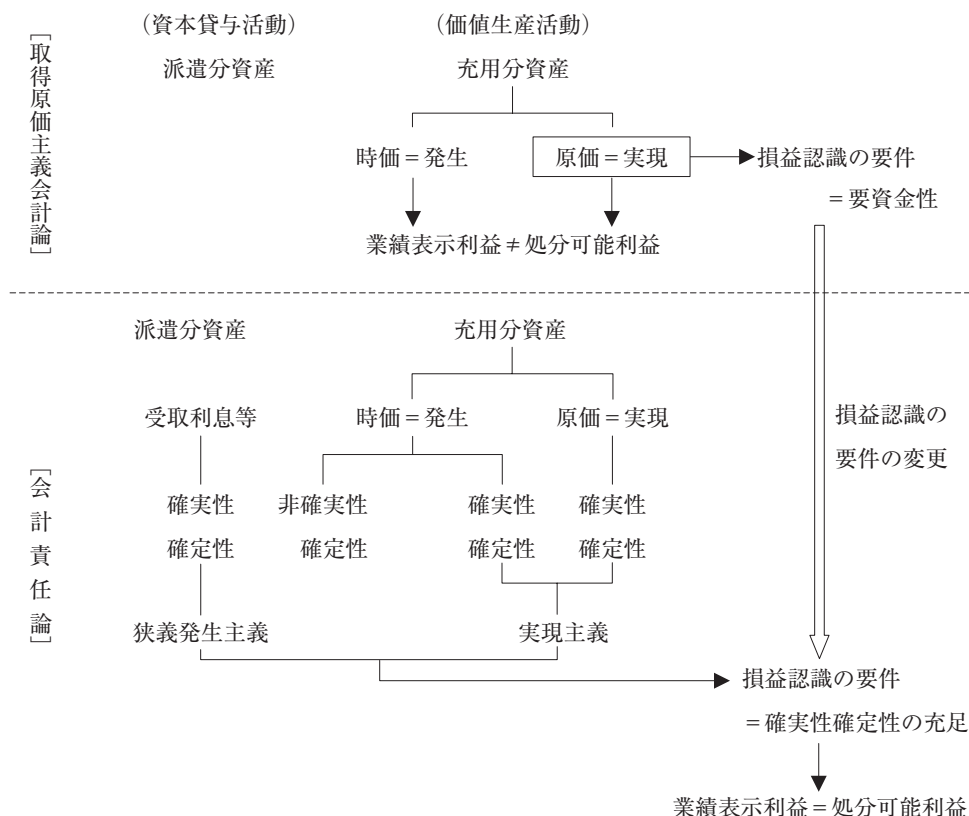 （資本貸与活動）　（価値生産活動）
［取得原価主義会計論］
派遣分資産　充用分資産
時価＝発生　原価＝実現　損益認識の要件
＝要資金性
業績表示利益≠処分可能利益
派遣分資産　充用分資産
受取利息等　時価＝発生　原価＝実現　損益認識の
要件の変更
［会計責任論］
確実性　非確実性　確実性　確実性
確定性　確定性　確定性　確定性
狭義発生主義　実現主義
損益認識の要件
＝確実性確定性の充足
業績表示利益＝処分可能利益